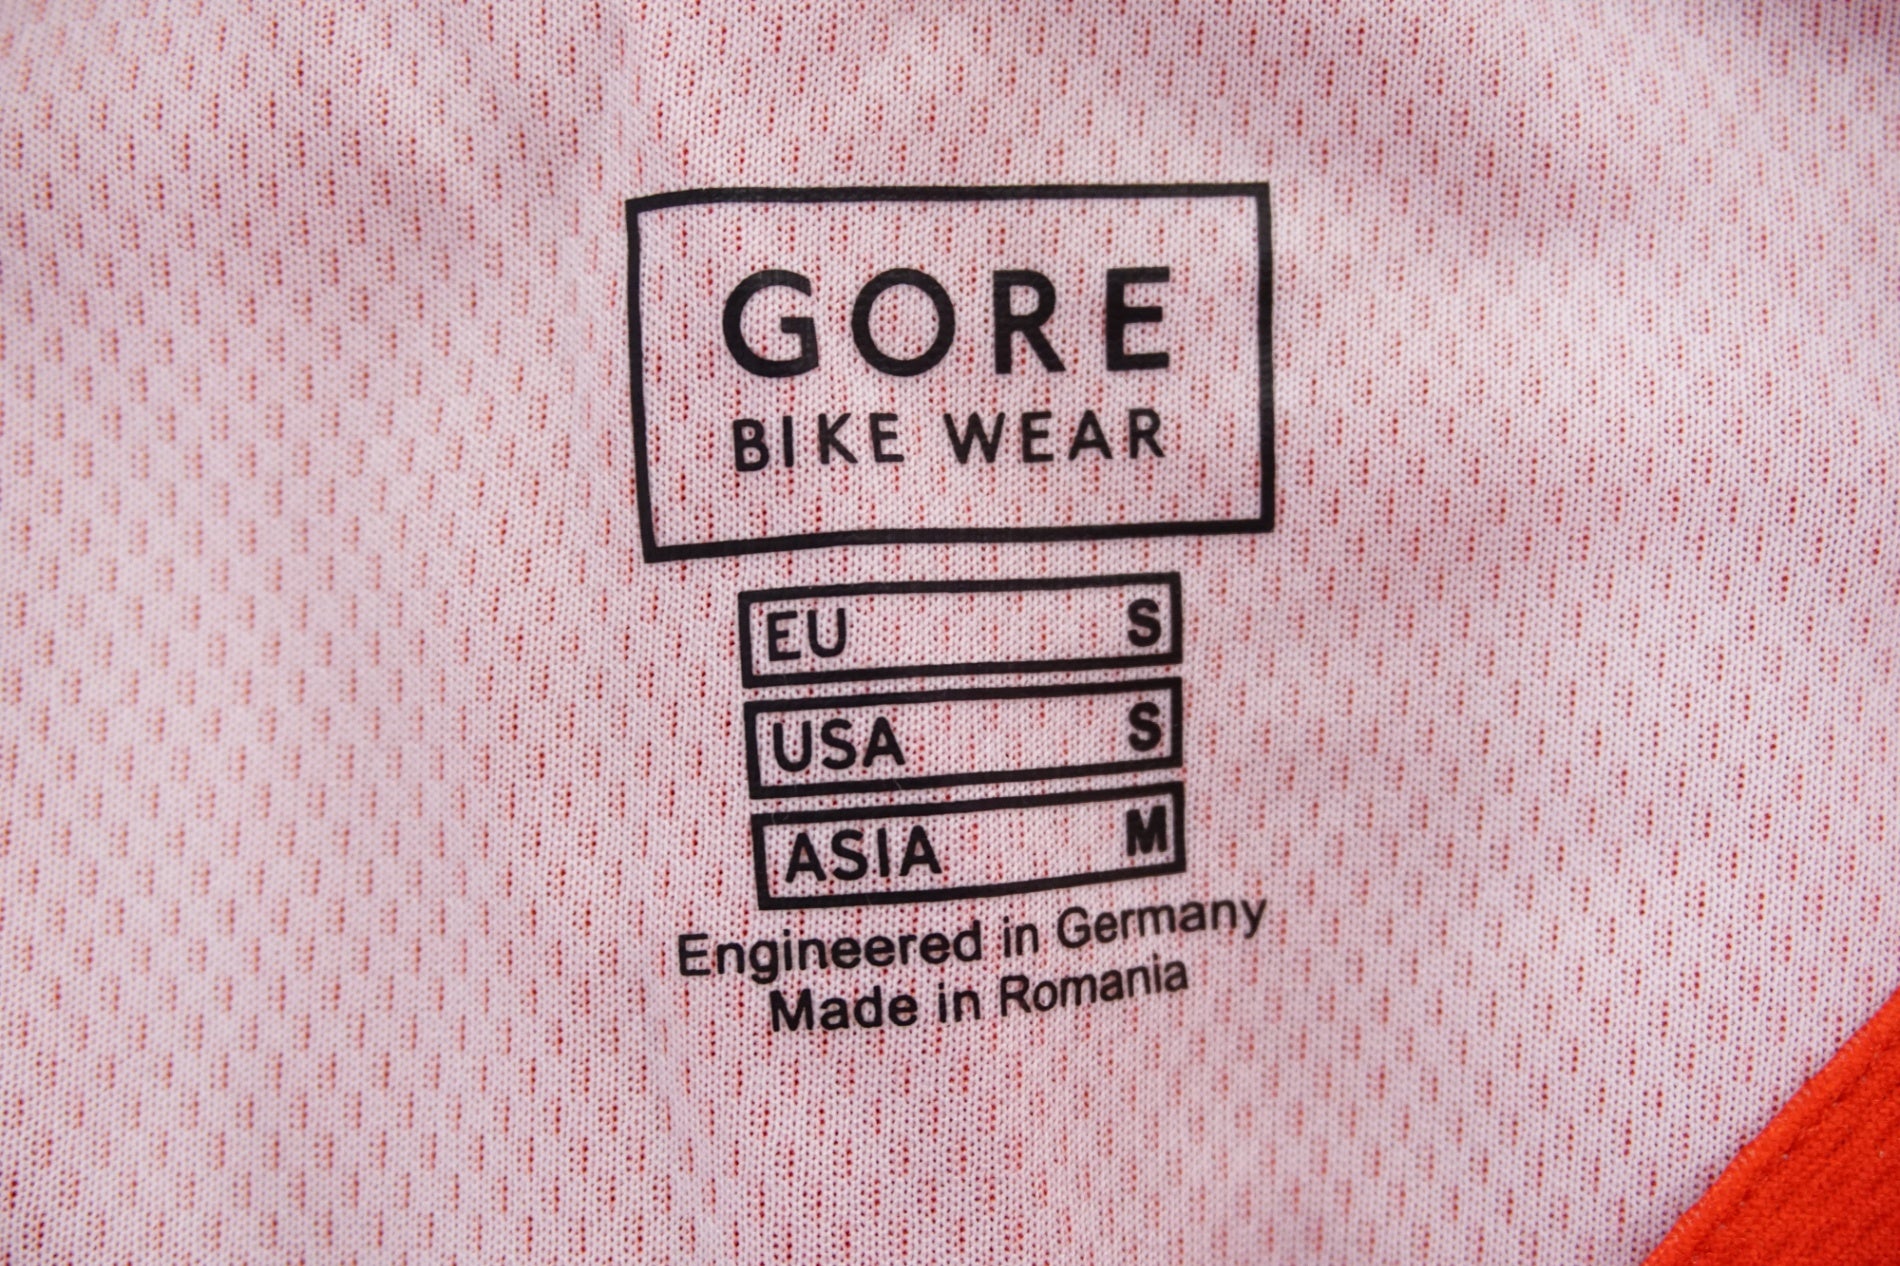 GORE
BIKE WEAR
EU S
USA S
ASIA M
Engineered in Germany
Made in Romania